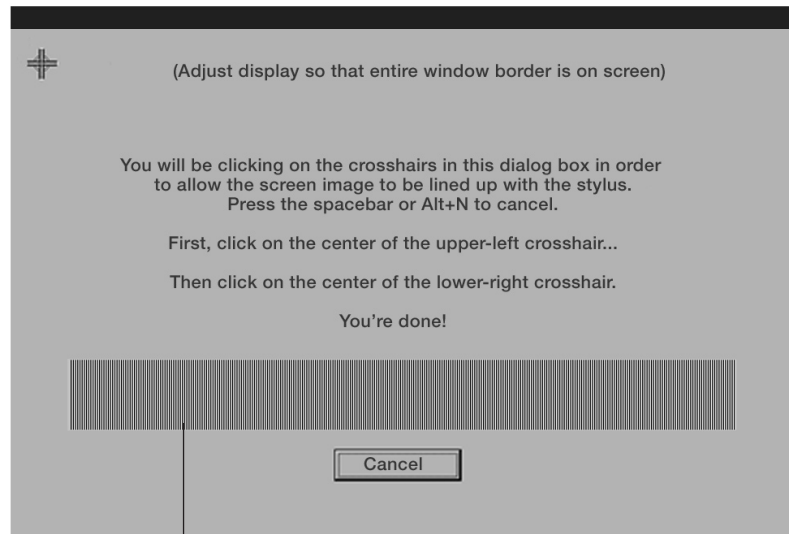 (Adjust display so that entire window border is on screen)
You will be clicking on the crosshairs in this dialog box in order
to allow the screen image to be lined up with the stylus.
Press the spacebar or Alt+N to cancel.
First, click on the center of the upper-left crosshair...
Then click on the center of the lower-right crosshair.
You’re done!
Cancel